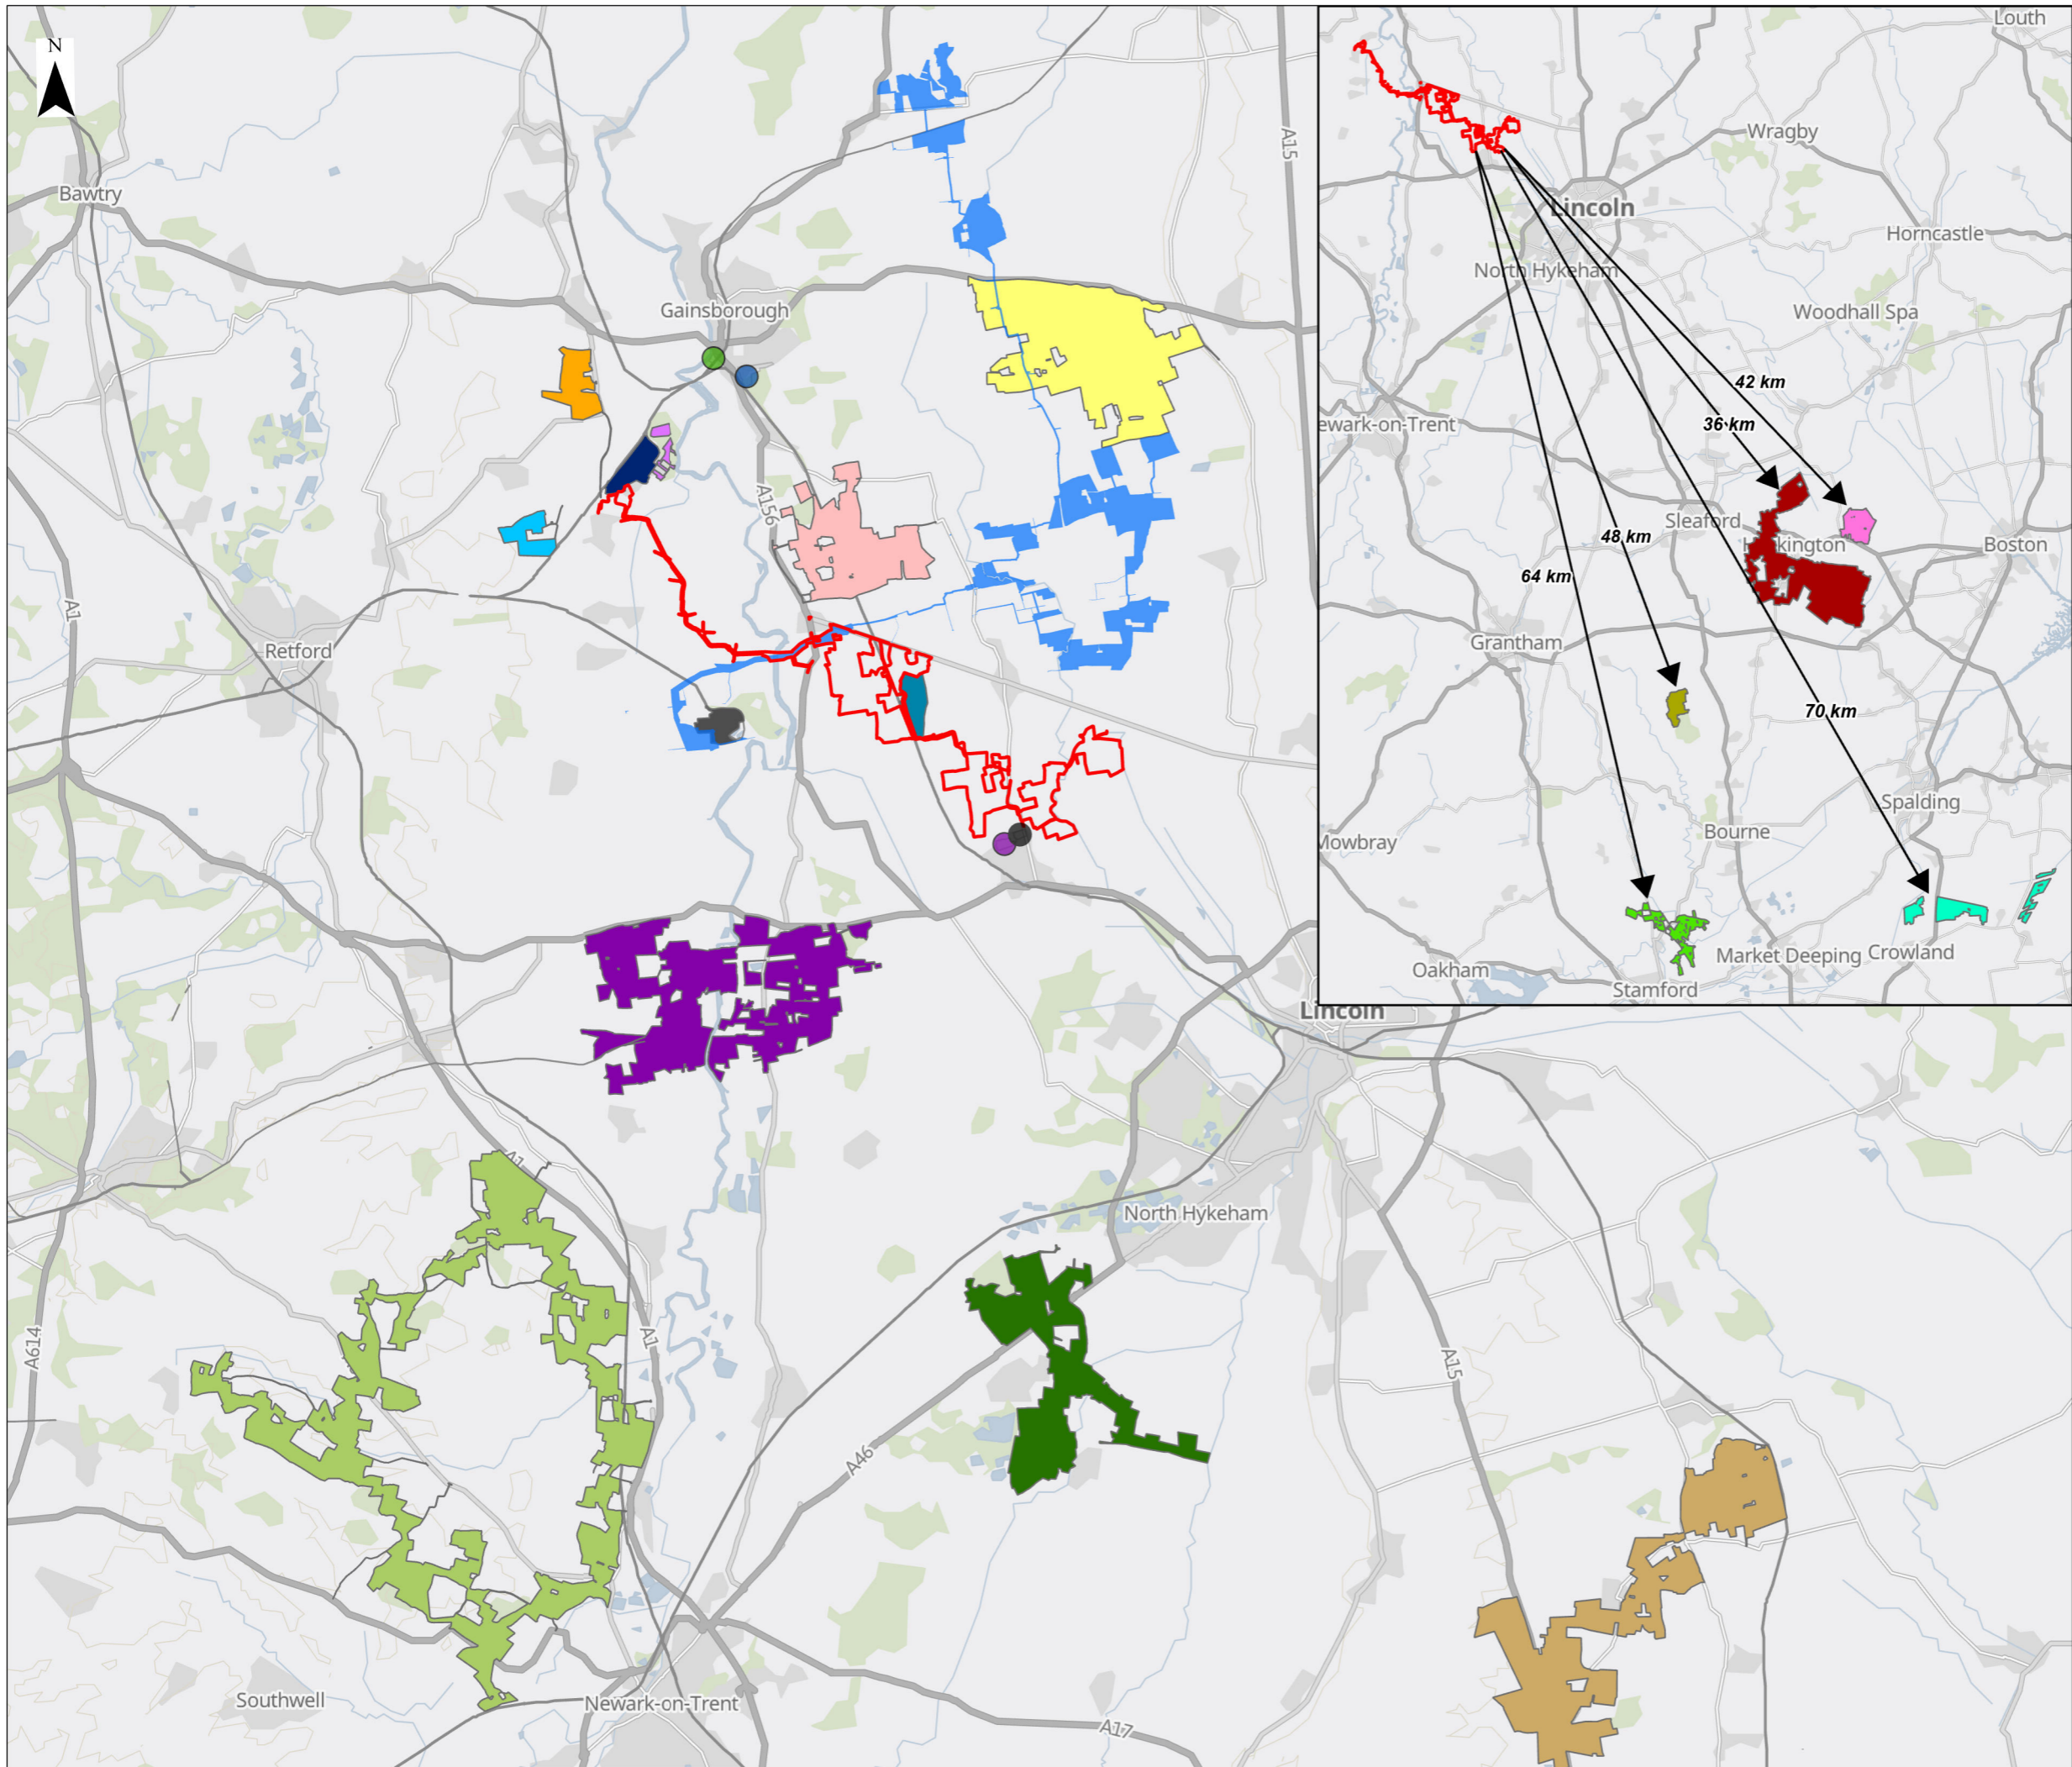 N
Bawtry
Gainsborough
A15
A156
A1
Retford
Lincoln
A1
North Hykeham
A614
A1
A15
A46
Southwell
Newark-on-Trent
A17
Louth
Wragby
Lincoln
Horncastle
North Hykeham
Woodhall Spa
42 km
36 km
ewark-on-Trent
Sleaford
48 km
Boston
64 km
Grantham
70 km
Spalding
Bourne
Mowbray
Market Deeping
Crowland
Oakham
Stamford